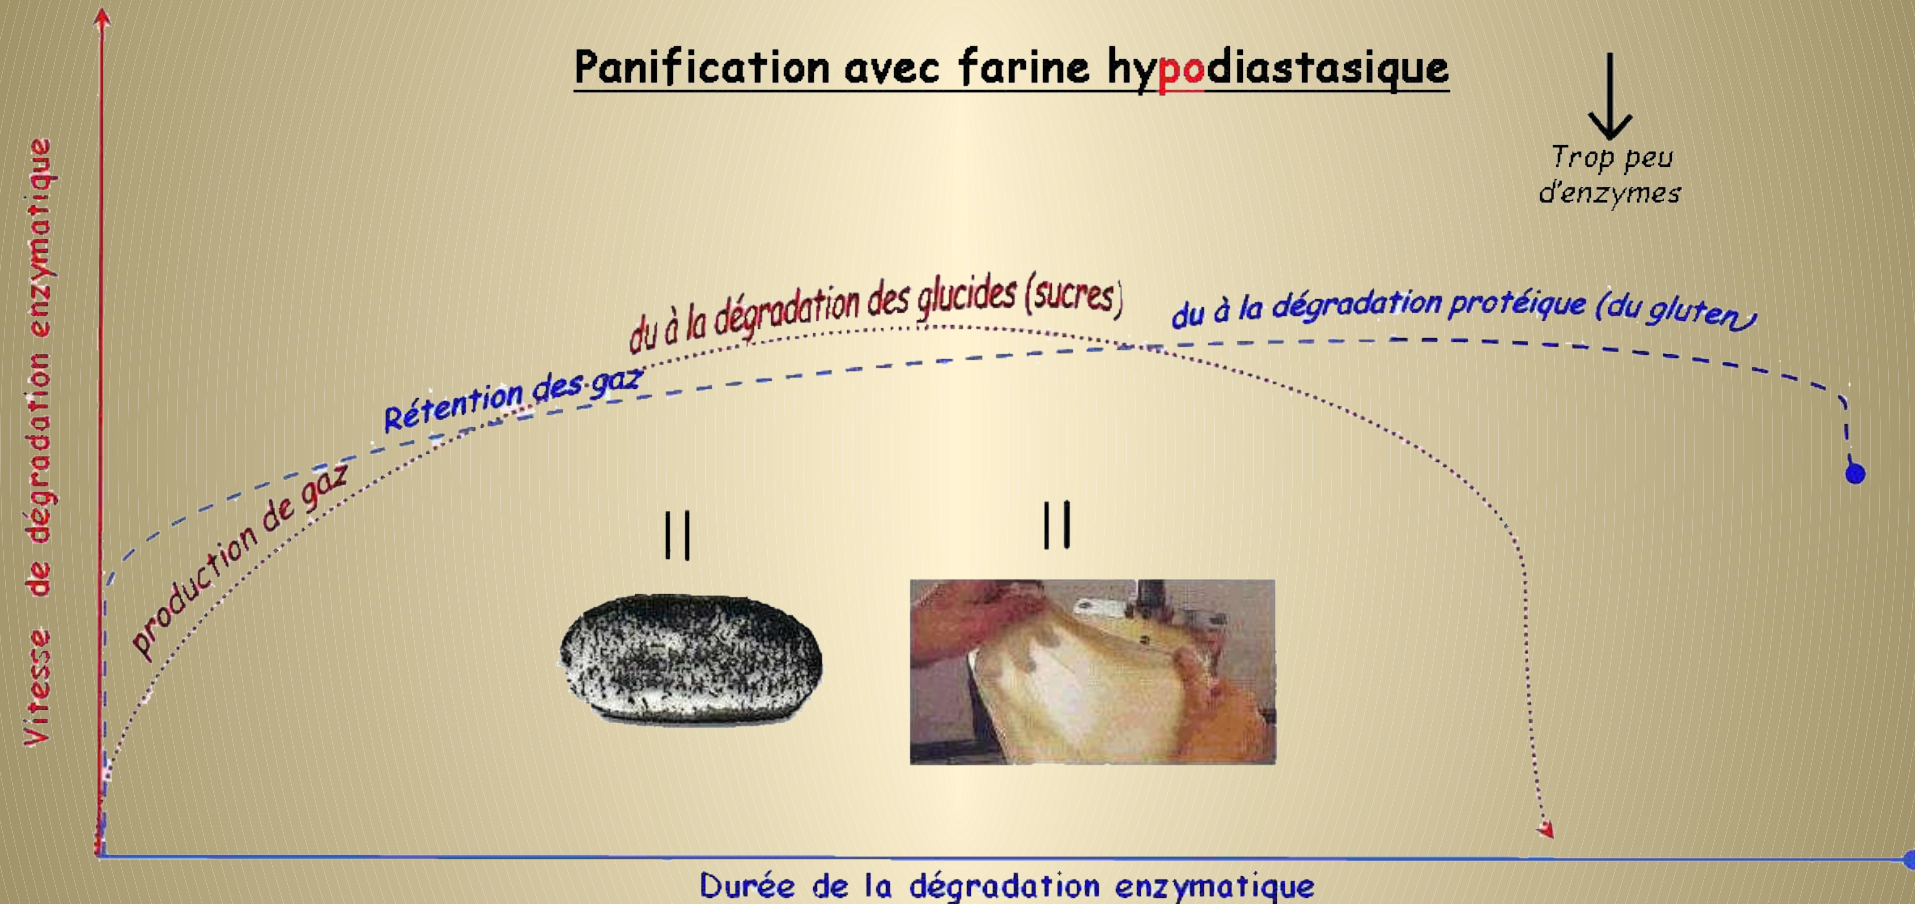 Panification avec farine hypodiastasique
Trop peu
d'enzymes
Vitesse de dégradation enzymatique
du à la dégradation des glucides (sucres)
du à la dégradation protéique (du gluten)
Rétention des gaz
production de gaz
Durée de la dégradation enzymatique